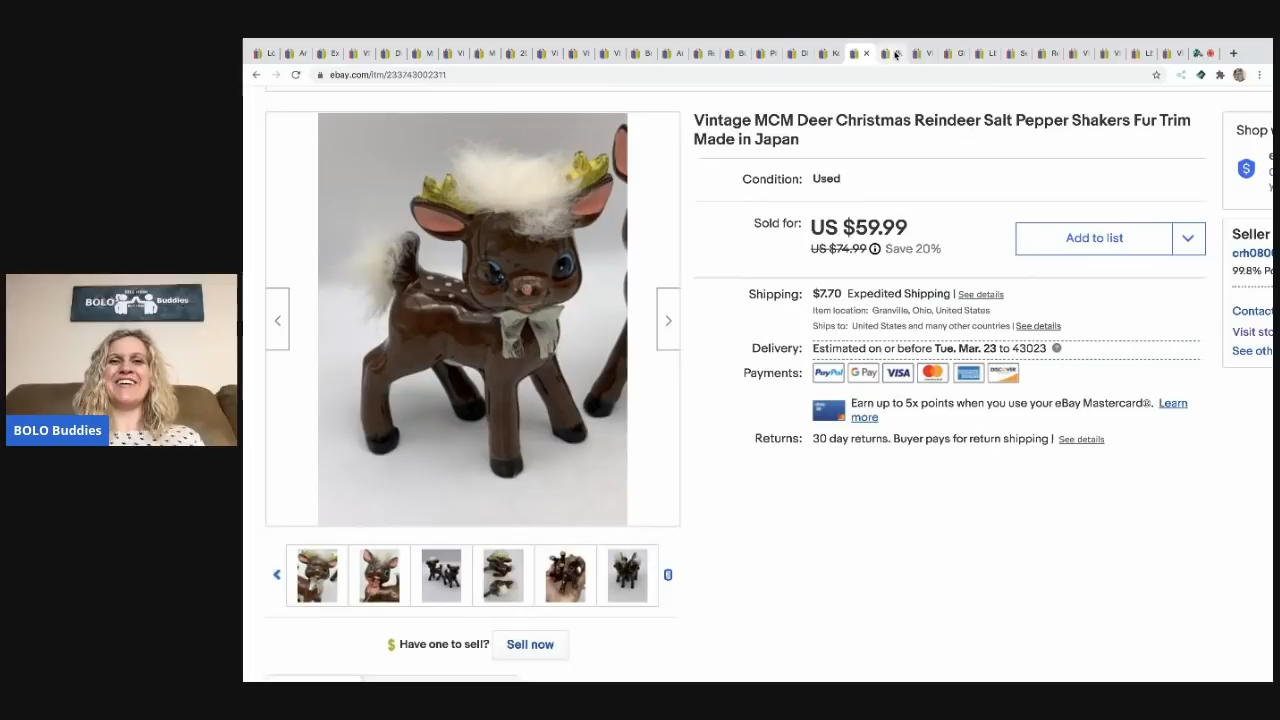 ebay.com/itm/233743002311
Vintage MCM Deer Christmas Reindeer Salt Pepper Shakers Fur Trim
Made in Japan
Shop
Condition: Used
Sold for: US $59.99
US $74.99 Save 20%
Add to list
Seller
99.8%
Shipping: $7.70 Expedited Shipping | See details
Item location: Granville, Ohio, United States
Ships to: United States and many other countries | See details
Contact
Visit
See
Delivery: Estimated on or before Tue. Mar. 23 to 43023
Payments: PayPal G Pay VISA DISCOVER
Earn up to 5x points when you use your eBay Mastercard®. Learn
more
Returns: 30 day returns. Buyer pays for return shipping | See details
BOLO Buddies
BOLO Buddies
$ Have one to sell? Sell now